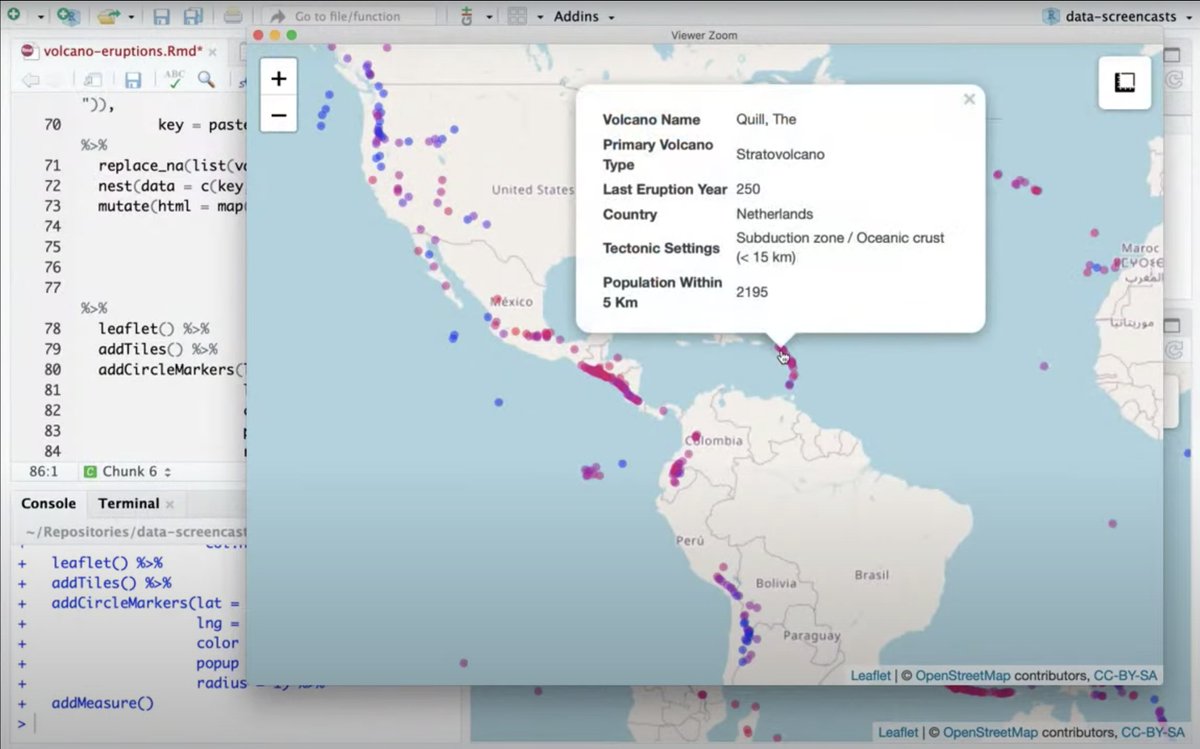 Go to file/function
Addins
data-screencasts
Viewer Zoom
volcano-eruptions.Rmd*
ABC
")),
70 key = paste
%>%
71 replace_na(list(va
72 nest(data = c(key
73 mutate(html = map
74
75
76
77
%>%
78 leaflet() %>%
79 addTiles() %>%
80 addCircleMarkers(
81
82
83
84
86:1 Chunk 6
Console Terminal
~/Repositories/data-screencast
+ leaflet() %>%
+ addTiles() %>%
+ addCircleMarkers(lat =
+ lng =
+ color
+ popup
+ radius = 1) %>%
+ addMeasure()
>
+
−
Volcano Name Quill, The
Primary Volcano
Type
Stratovolcano
Last Eruption Year 250
Country Netherlands
Tectonic Settings
Subduction zone / Oceanic crust
(< 15 km)
Population Within
5 Km
2195
United States
México
Maroc
المغرب
موريتانيا
Colombia
Perú
Brasil
Bolivia
Paraguay
Leaflet | © OpenStreetMap contributors, CC-BY-SA
Leaflet | © OpenStreetMap contributors, CC-BY-SA